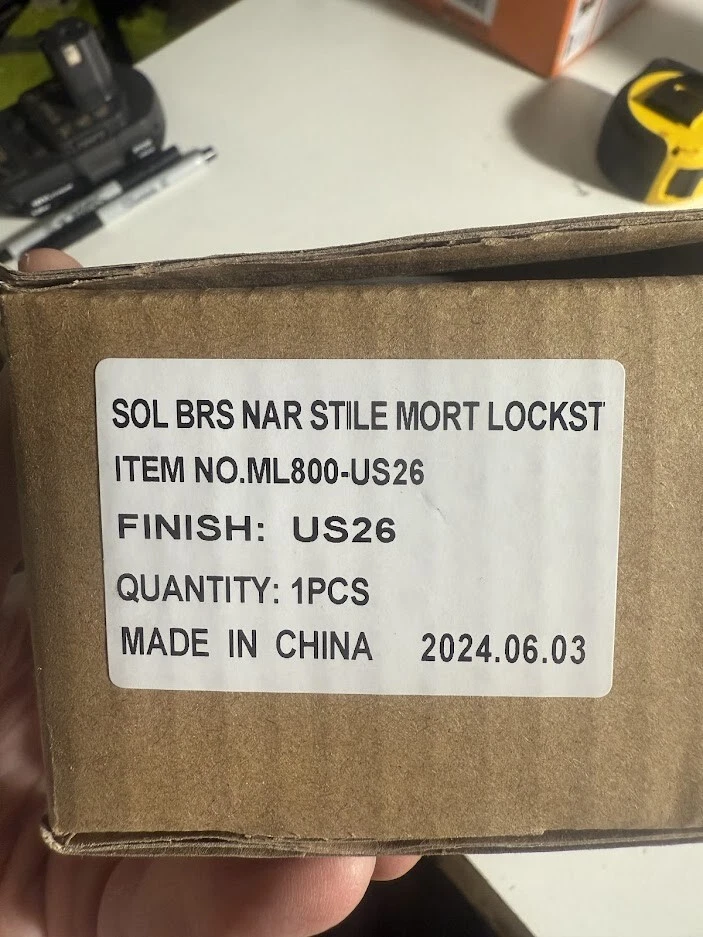 SOL BRS NAR STILE MORT LOCKST
ITEM NO.ML800-US26
FINISH: US26
QUANTITY: 1PCS
MADE IN CHINA 2024.06.03